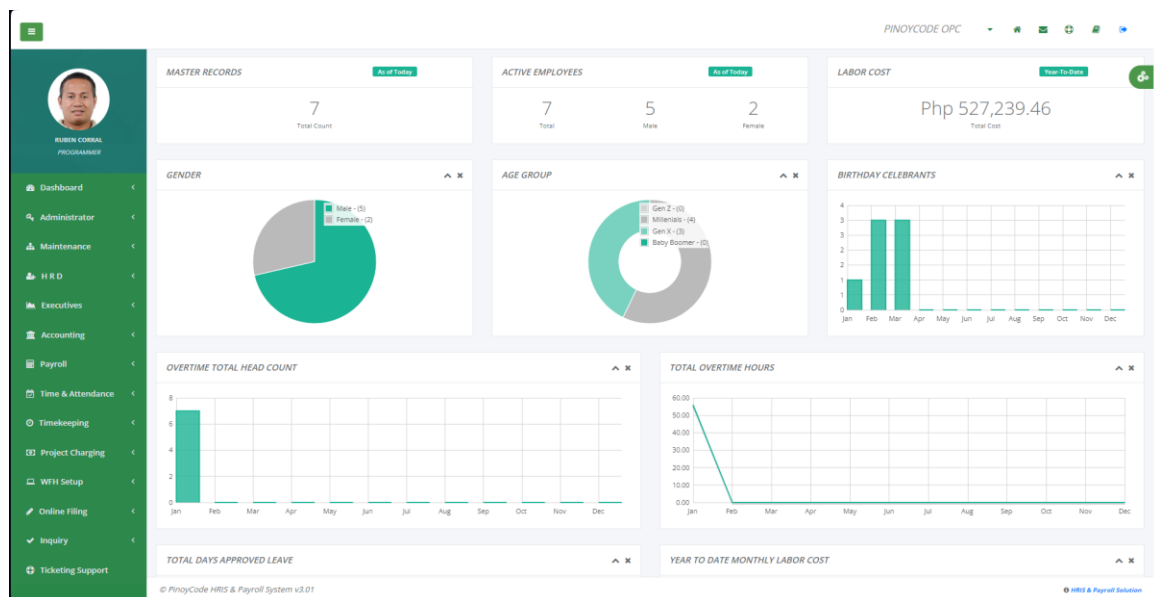 PINOYCODE OPC
RUBEN CORRAL
PROGRAMMER
Dashboard
Administrator
Maintenance
H R D
Executives
Accounting
Payroll
Time & Attendance
Timekeeping
Project Charging
WFH Setup
Online Filing
Inquiry
Ticketing Support
MASTER RECORDS
As of Today
7
Total Count
ACTIVE EMPLOYEES
As of Today
7 5 2
Total Male Female
LABOR COST
Year-To-Date
Php 527,239.46
Total Cost
GENDER
Male - (5)
Female - (2)
AGE GROUP
Gen Z - (0)
Millenials - (4)
Gen X - (3)
Baby Boomer - (0)
BIRTHDAY CELEBRANTS
4
3
3
2
2
1
1
0
Jan Feb Mar Apr May Jun Jul Aug Sep Oct Nov Dec
OVERTIME TOTAL HEAD COUNT
8
6
4
2
0
Jan Feb Mar Apr May Jun Jul Aug Sep Oct Nov Dec
TOTAL OVERTIME HOURS
60.00
50.00
40.00
30.00
20.00
10.00
0.00
Jan Feb Mar Apr May Jun Jul Aug Sep Oct Nov Dec
TOTAL DAYS APPROVED LEAVE
YEAR TO DATE MONTHLY LABOR COST
© PinoyCode HRIS & Payroll System v3.01
HRIS & Payroll Solution